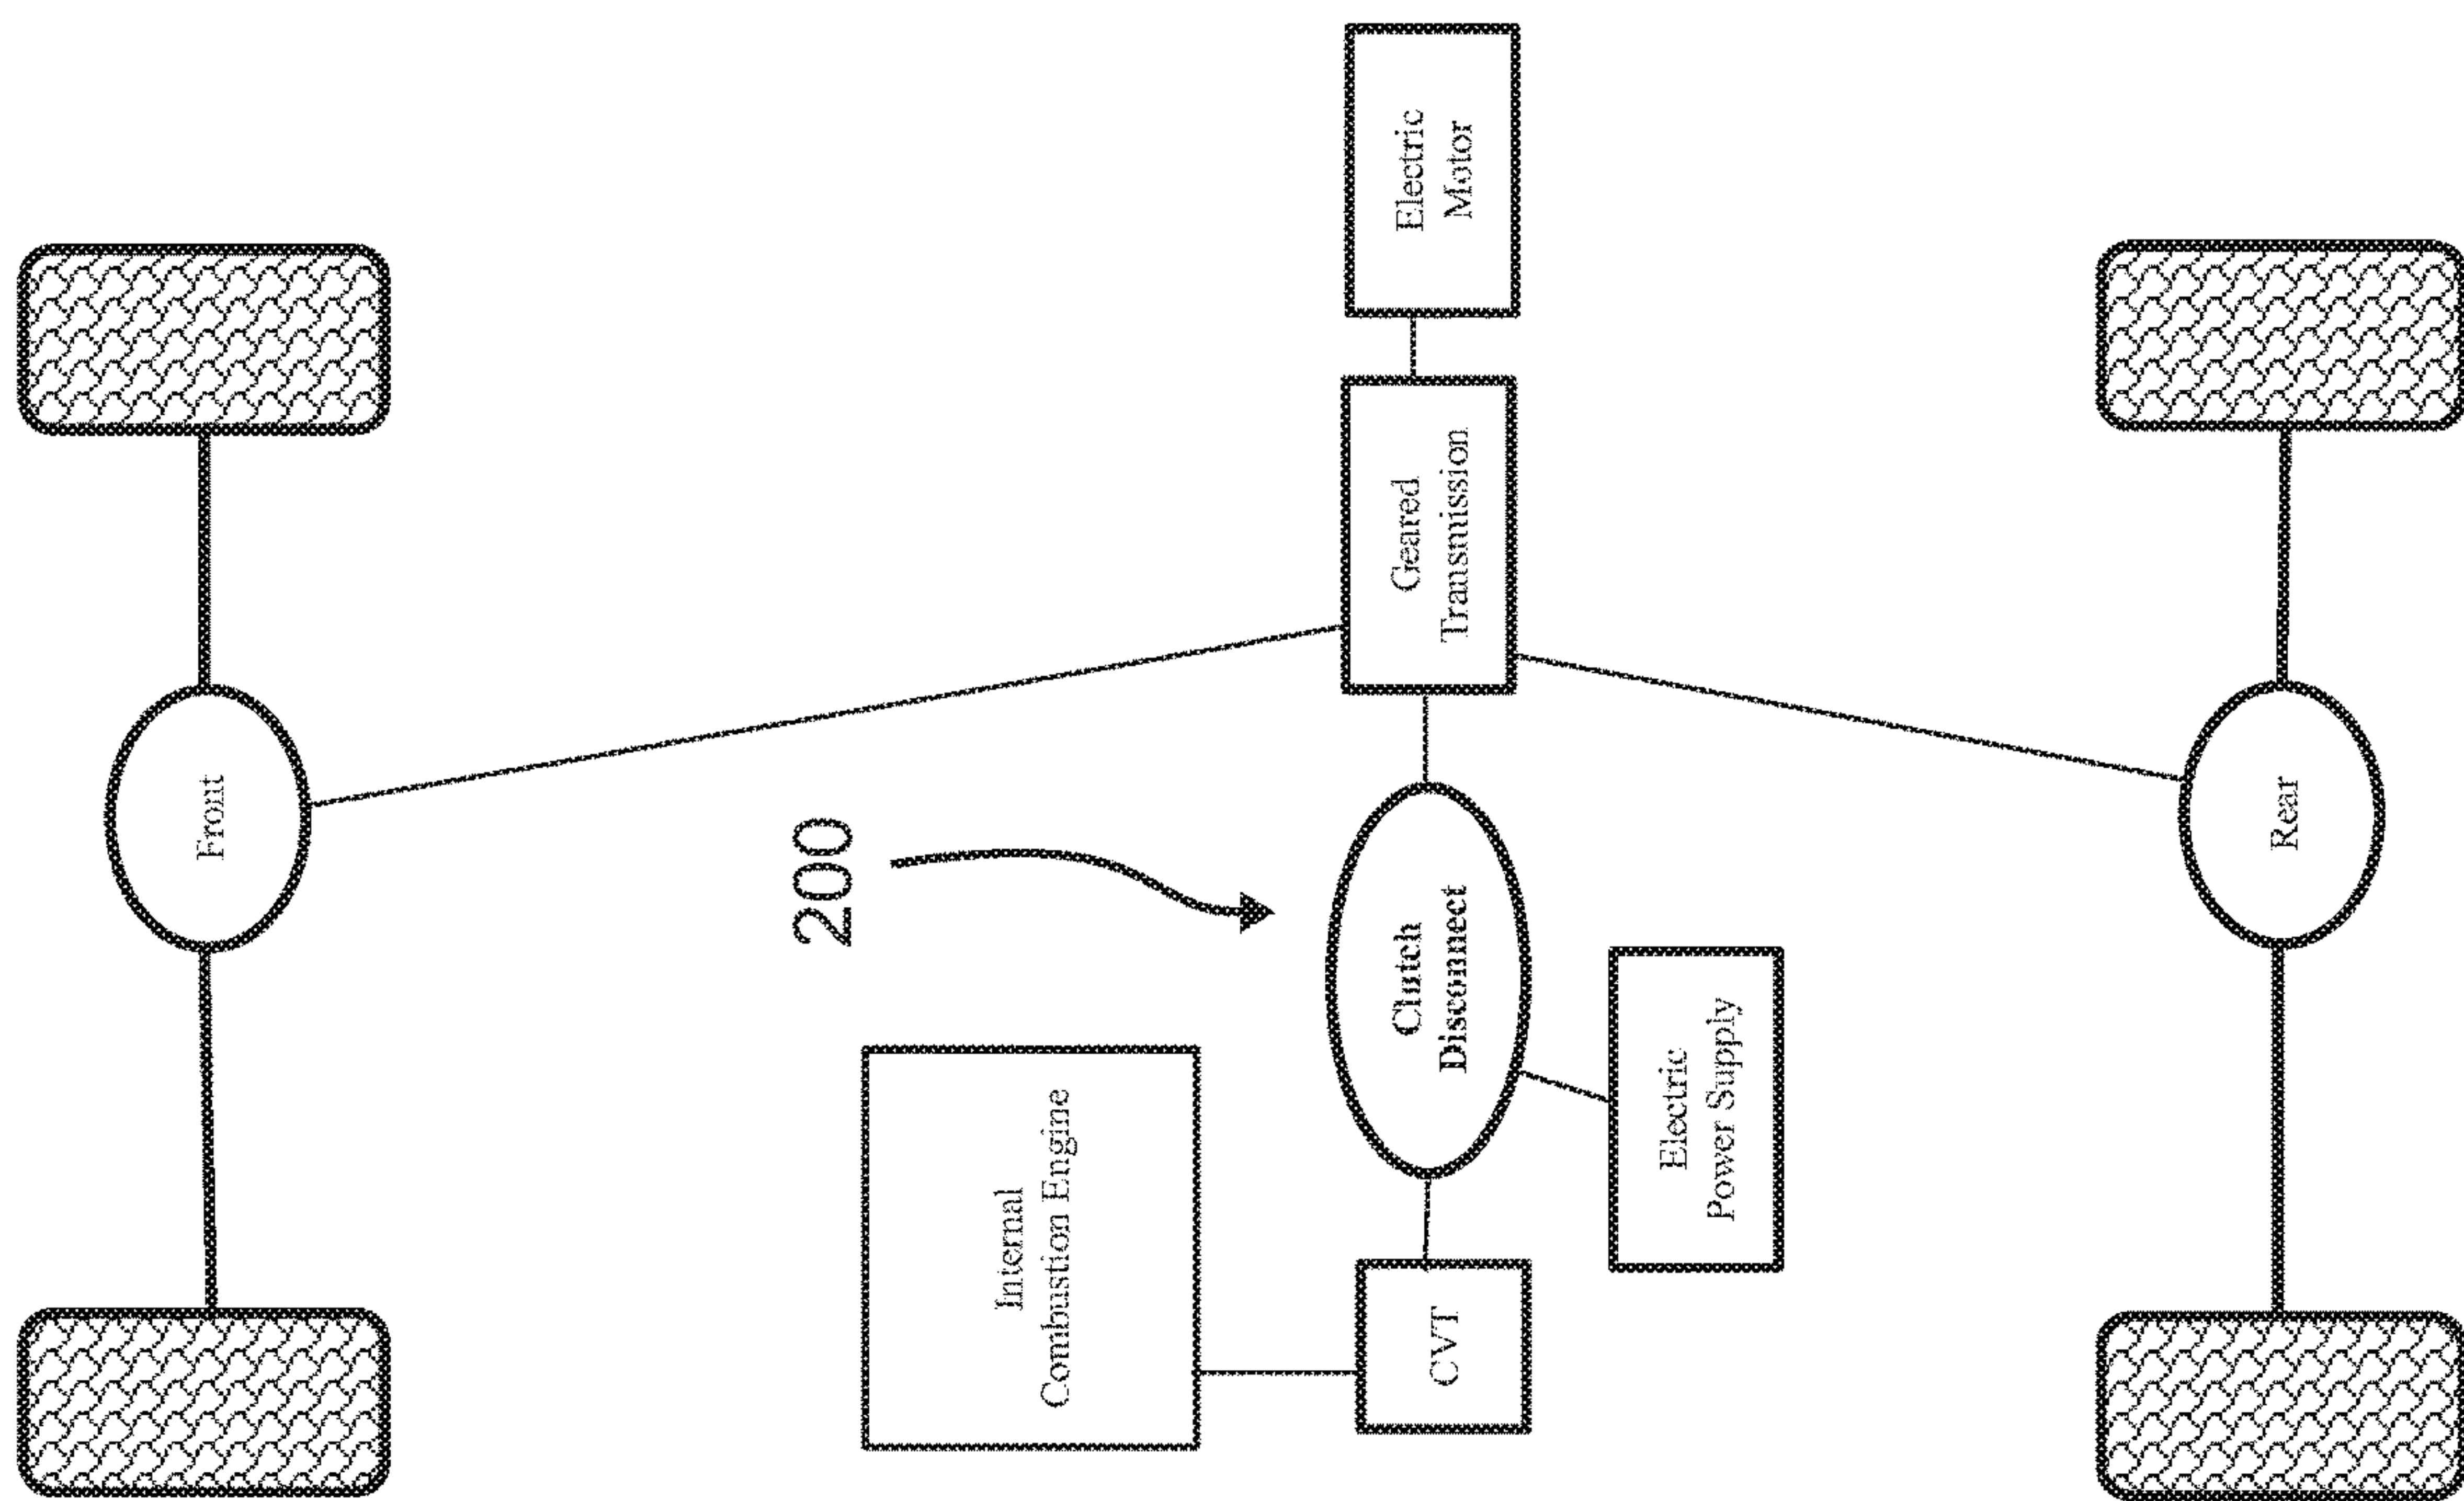 Front
200
Internal
Combustion Engine
CVT
Clutch
Disconnect
Electric
Power Supply
Geared
Transmission
Electric
Motor
Rear